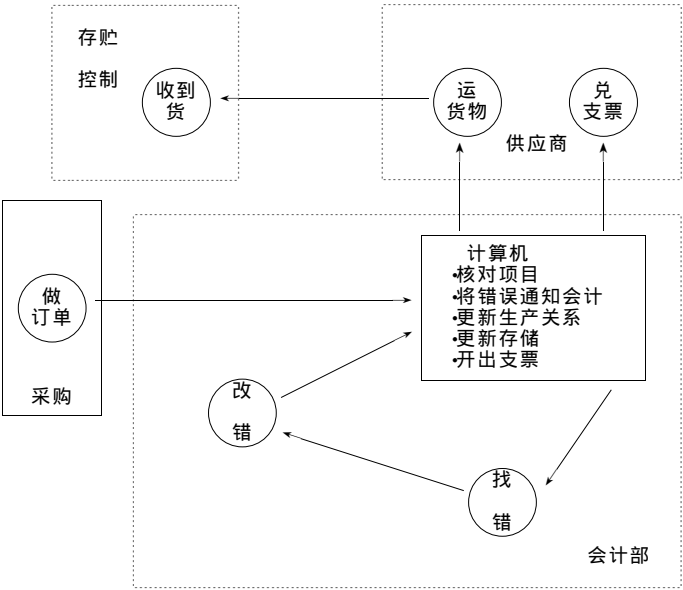 存贮
控制
收到
货
运
货物
兑
支票
供应商
做
订单
采购
计算机
•核对项目
•将错误通知会计
•更新生产关系
•更新存储
•开出支票
改
错
找
错
会计部